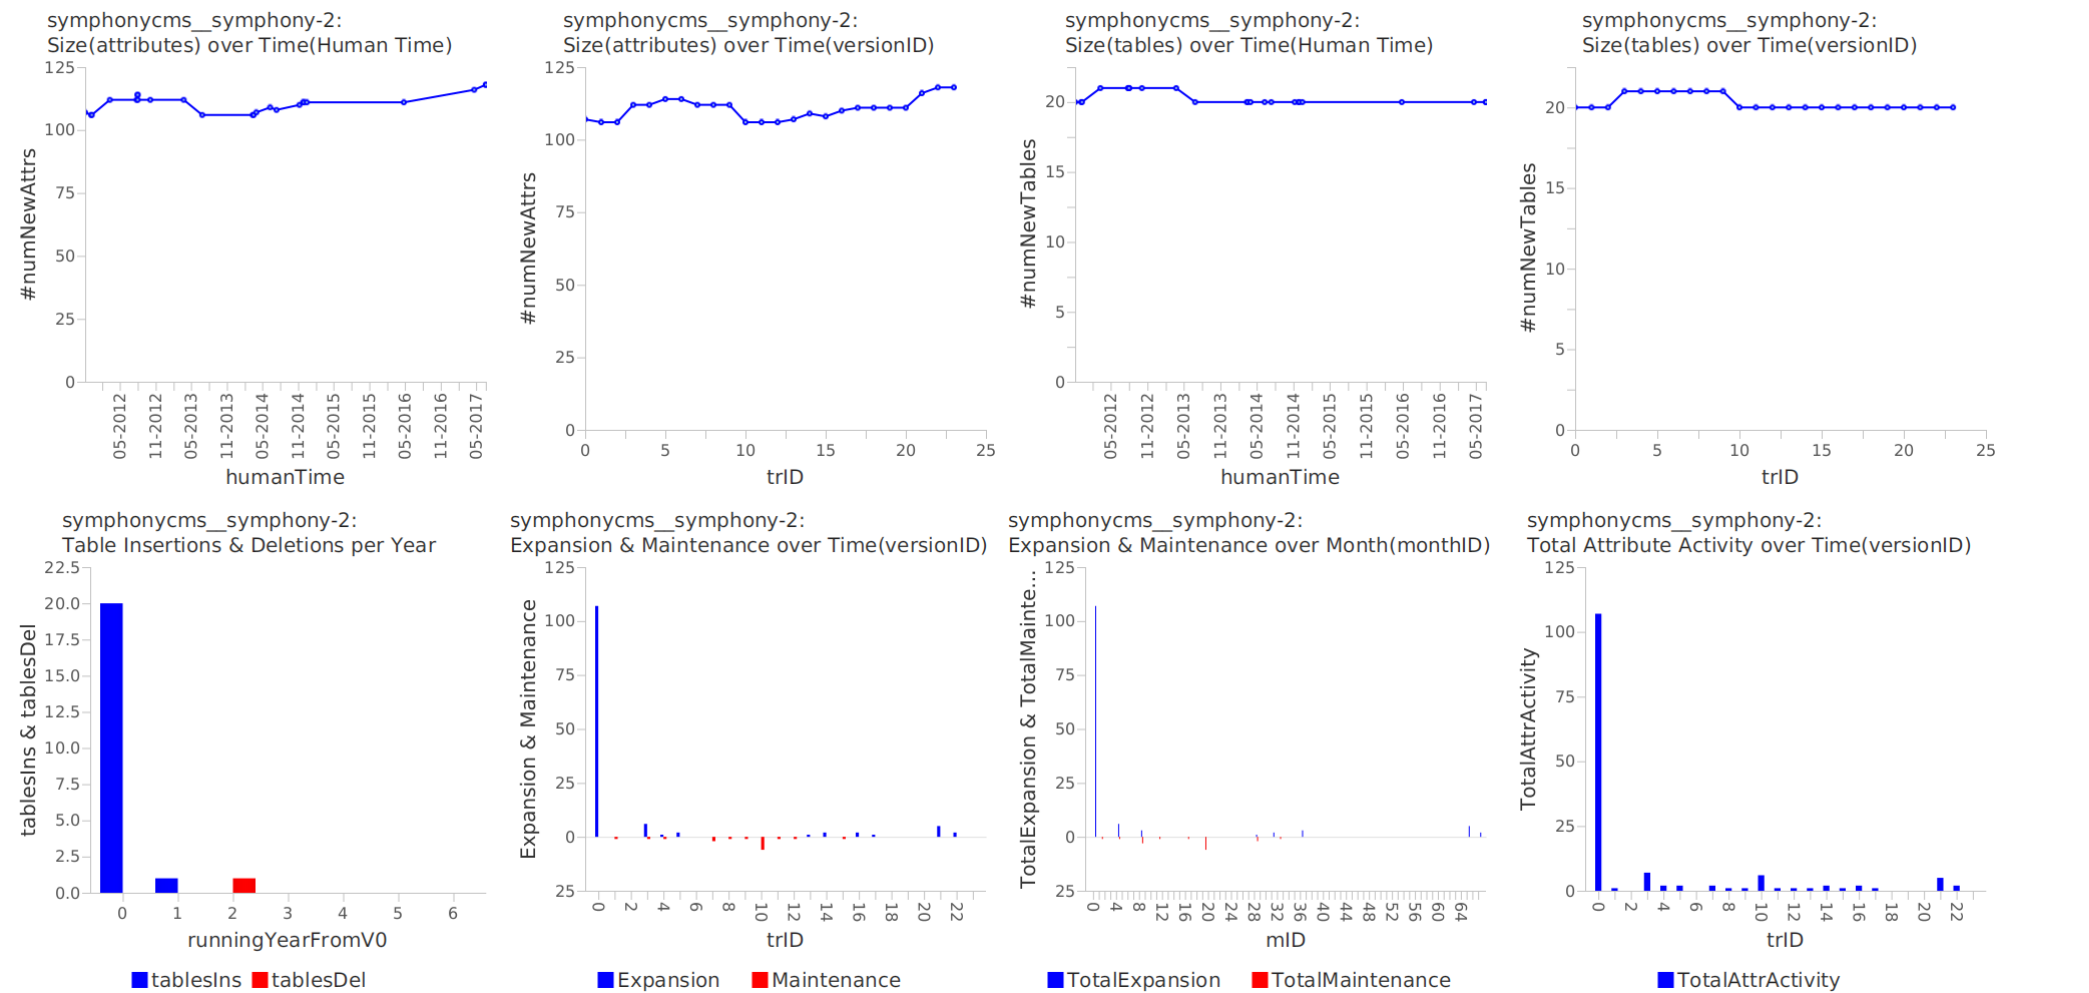 symphonycms__symphony-2:
Size(attributes) over Time(Human Time)
125
100
75
50
25
0
#numNewAttrs
05-2012
11-2012
05-2013
11-2013
05-2014
11-2014
05-2015
11-2015
05-2016
11-2016
05-2017
humanTime
symphonycms__symphony-2:
Size(attributes) over Time(versionID)
125
100
75
50
25
0
#numNewAttrs
0 5 10 15 20 25
trID
symphonycms__symphony-2:
Size(tables) over Time(Human Time)
20
15
10
5
0
#numNewTables
05-2012
11-2012
05-2013
11-2013
05-2014
11-2014
05-2015
11-2015
05-2016
11-2016
05-2017
humanTime
symphonycms__symphony-2:
Size(tables) over Time(versionID)
20
15
10
5
0
#numNewTables
0 5 10 15 20 25
trID
symphonycms__symphony-2:
Table Insertions & Deletions per Year
22.5
20.0
17.5
15.0
12.5
10.0
7.5
5.0
2.5
0.0
tablesIns & tablesDel
0 1 2 3 4 5 6
runningYearFromV0
tablesIns tablesDel
symphonycms__symphony-2:
Expansion & Maintenance over Time(versionID)
125
100
75
50
25
0
25
Expansion & Maintenance
0 2 4 6 8 10 12 14 16 18 20 22
trID
Expansion Maintenance
symphonycms__symphony-2:
Expansion & Maintenance over Month(monthID)
125
100
75
50
25
0
25
TotalExpansion & TotalMainte...
0 4 8 12 16 20 24 28 32 36 40 44 48 52 56 60 64
mID
TotalExpansion TotalMaintenance
symphonycms__symphony-2:
Total Attribute Activity over Time(versionID)
125
100
75
50
25
0
TotalAttrActivity
0 2 4 6 8 10 12 14 16 18 20 22
trID
TotalAttrActivity